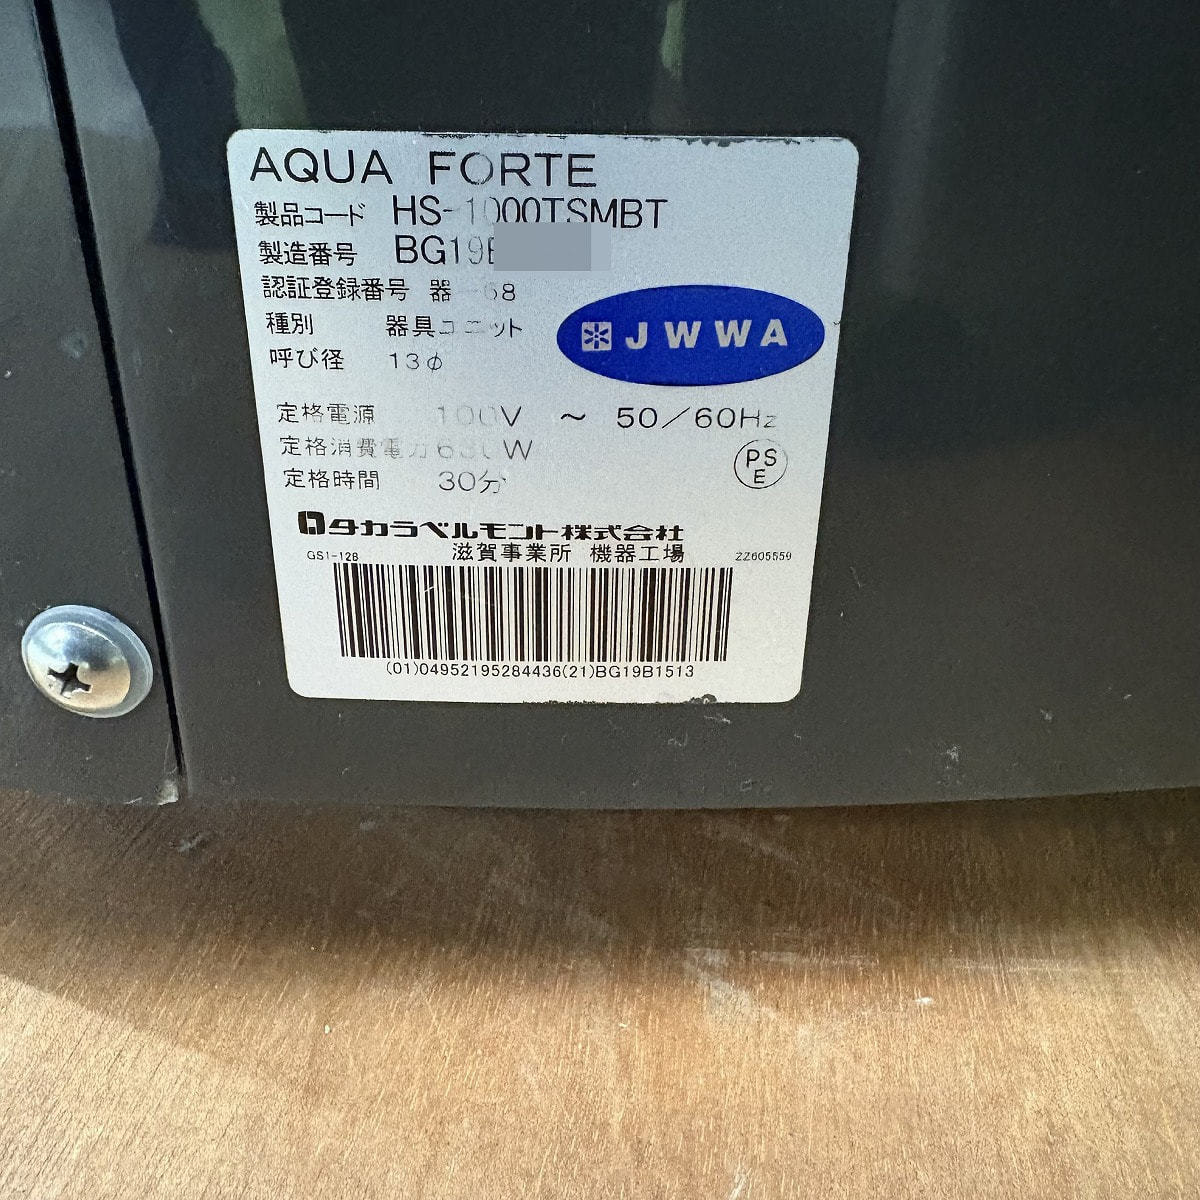 AQUA FORTE
製品コード HS-1000TSMBT
製造番号 BG19B
認証登録番号 器-68
JWWA
種別 器具ユニット
呼び径 13φ
定格電源 100V ～ 50/60Hz
定格消費電力 630W
PSE
定格時間 30分
タカラベルモント株式会社
GS1-128 滋賀事業所 機器工場 ZZ605559
(01)04952195284436(21)BG19B1513